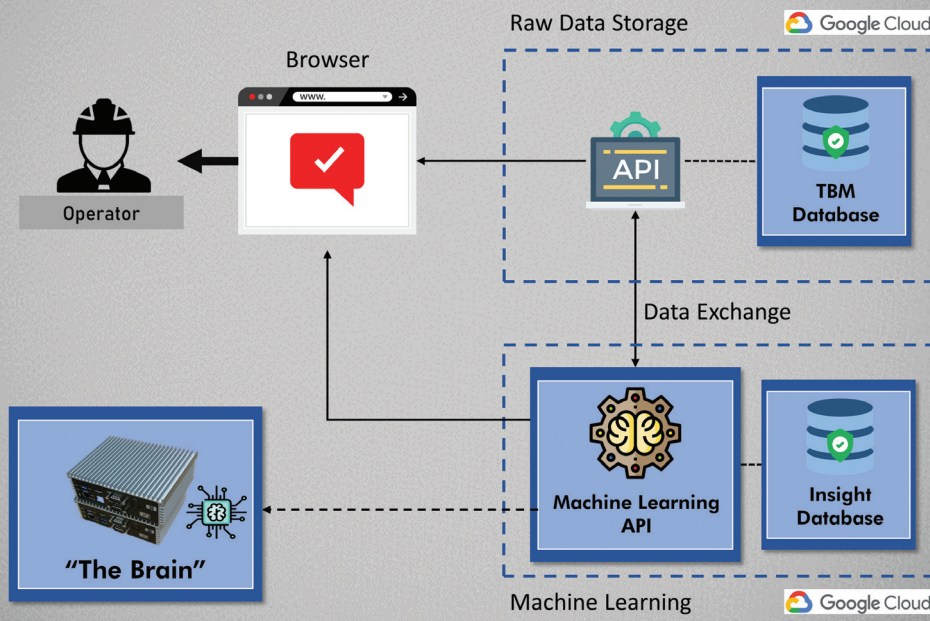 Raw Data Storage
Google Cloud
Browser
www.
API
TBM
Database
Operator
Data Exchange
Machine Learning
API
Insight
Database
"The Brain"
Machine Learning
Google Cloud